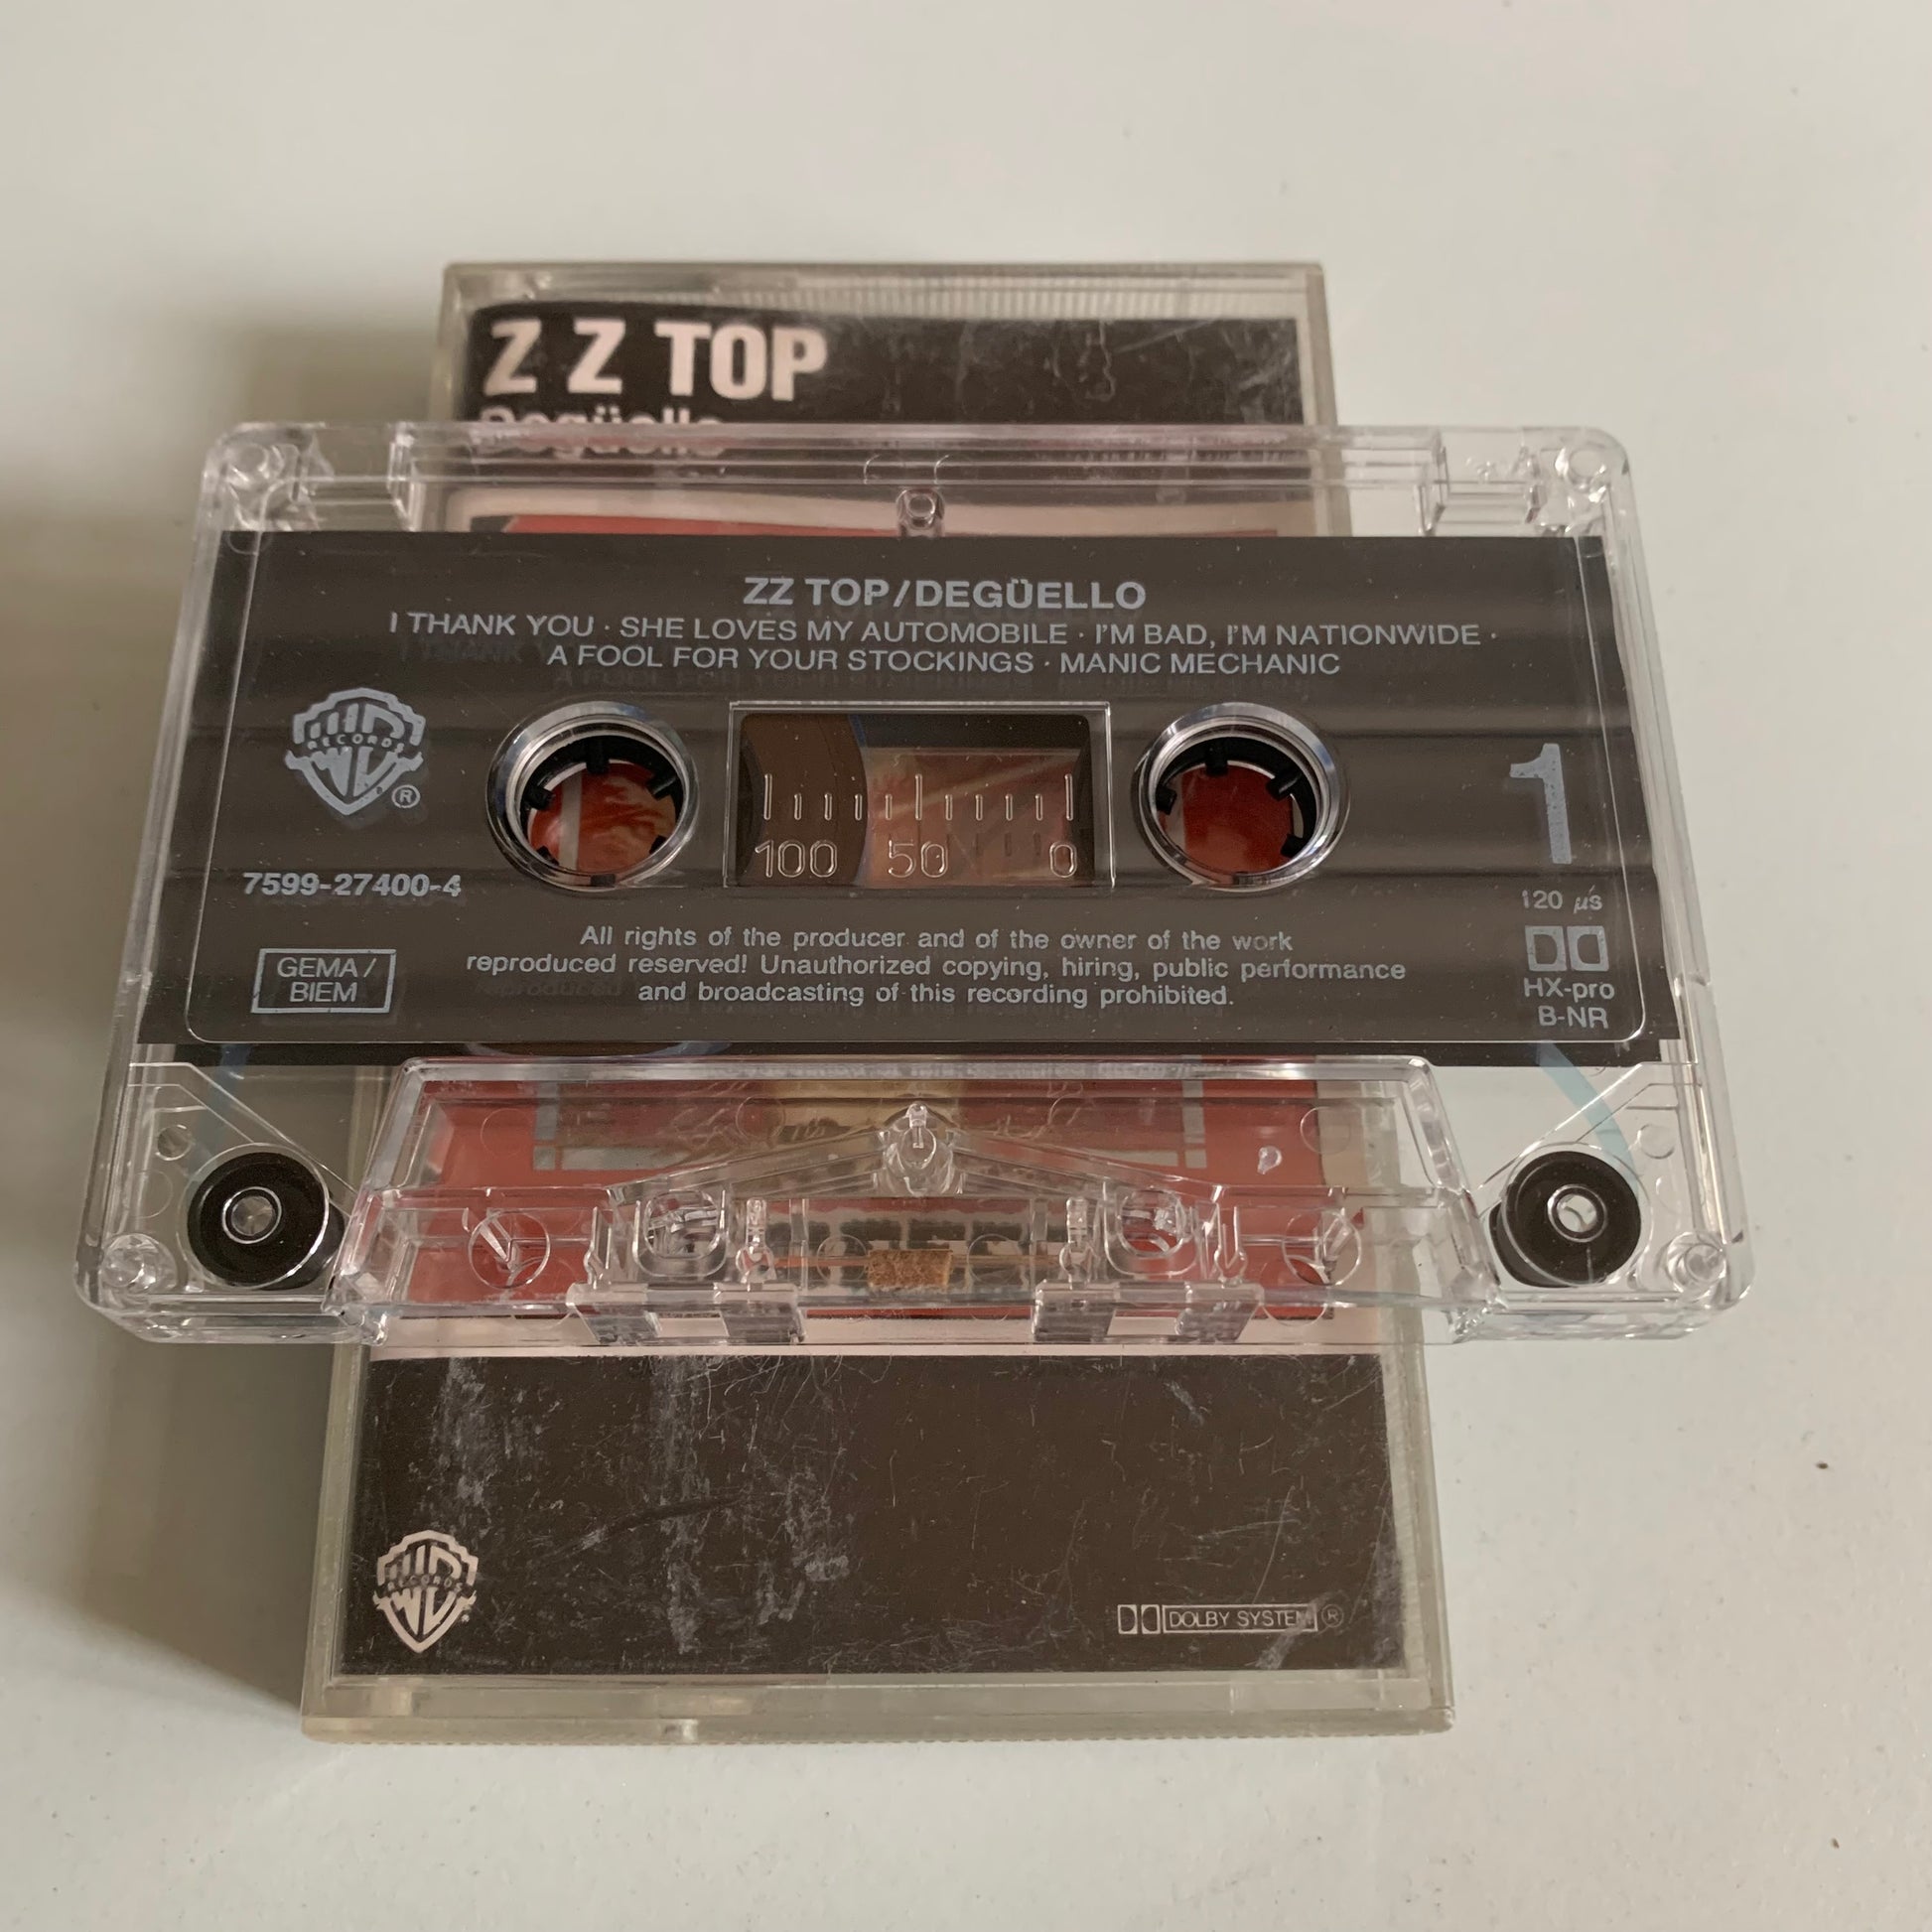 Z Z TOP
Degüello
ZZ TOP/DEGÜELLO
I THANK YOU · SHE LOVES MY AUTOMOBILE · I'M BAD, I'M NATIONWIDE ·
A FOOL FOR YOUR STOCKINGS · MANIC MECHANIC
RECORDS
®
1
100 50 0
7599-27400-4
120 µs
GEMA/
BIEM
All rights of the producer and of the owner of the work
reproduced reserved! Unauthorized copying, hiring, public performance
and broadcasting of this recording prohibited.
HX-pro
B-NR
RECORDS
DOLBY SYSTEM ®